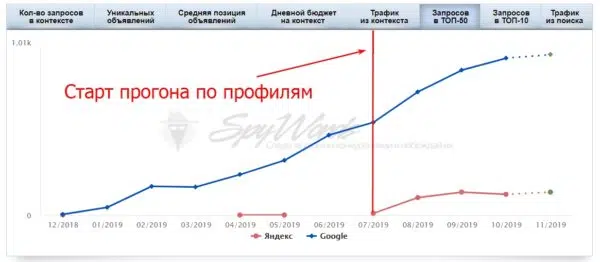 Кол-во запросов в контексте
Уникальных объявлений
Средняя позиция объявлений
Дневной бюджет на контекст
Трафик из контекста
Запросов в ТОП-50
Запросов в ТОП-10
Трафик из поиска
1,01k
Старт прогона по профилям
SpyWords
0
12/2018 01/2019 02/2019 03/2019 04/2019 05/2019 06/2019 07/2019 08/2019 09/2019 10/2019 11/2019
Яндекс Google